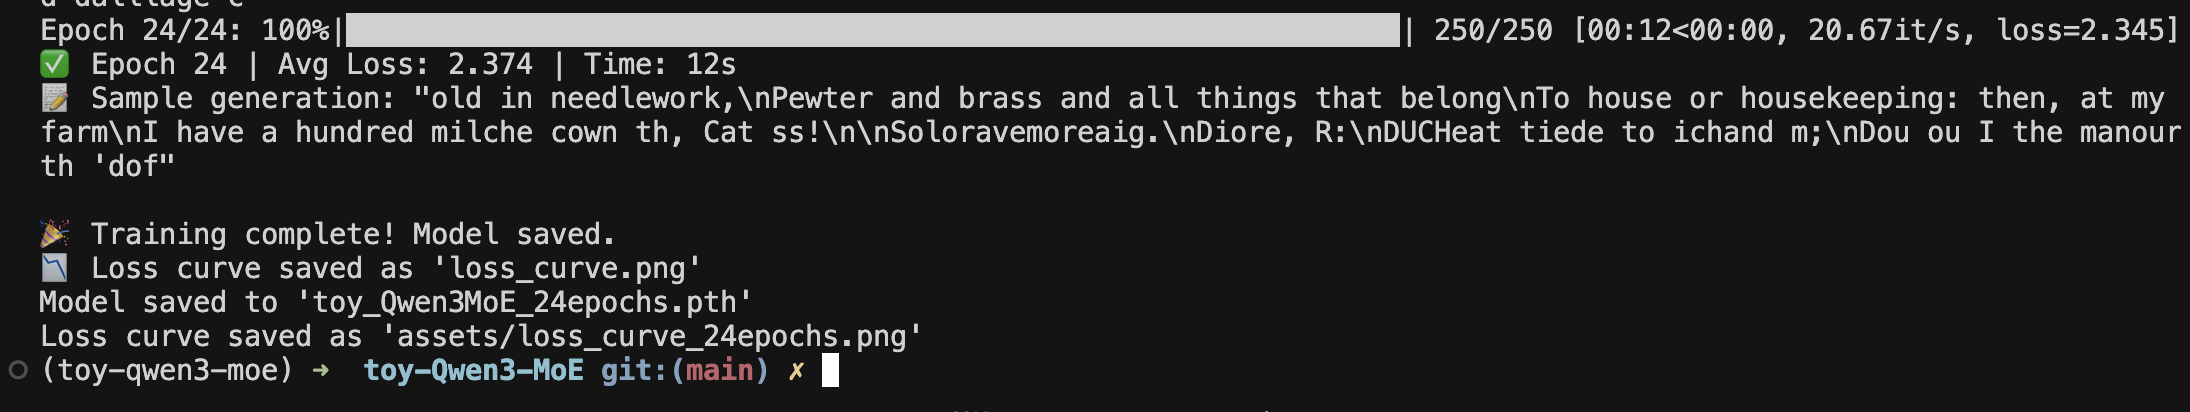 Epoch 24/24: 100%|██████████| 250/250 [00:12<00:00, 20.67it/s, loss=2.345]
✅ Epoch 24 | Avg Loss: 2.374 | Time: 12s
📝 Sample generation: "old in needlework,\nPewter and brass and all things that belong\nTo house or housekeeping: then, at my
farm\nI have a hundred milche cown th, Cat ss!\n\nSoloravemoreaig.\nDiore, R:\nDUCHeat tiede to ichand m;\nDou ou I the manour
th 'dof"
🎉 Training complete! Model saved.
📉 Loss curve saved as 'loss_curve.png'
Model saved to 'toy_Qwen3MoE_24epochs.pth'
Loss curve saved as 'assets/loss_curve_24epochs.png'
(toy-qwen3-moe) ➜  toy-Qwen3-MoE git:(main) ✗